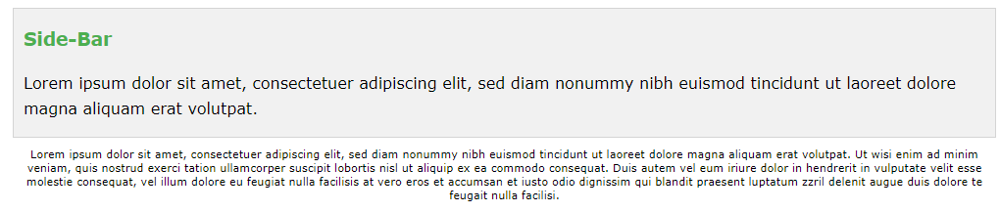 Side-Bar
Lorem ipsum dolor sit amet, consectetuer adipiscing elit, sed diam nonummy nibh euismod tincidunt ut laoreet dolore
magna aliquam erat volutpat.
Lorem ipsum dolor sit amet, consectetuer adipiscing elit, sed diam nonummy nibh euismod tincidunt ut laoreet dolore magna aliquam erat volutpat. Ut wisi enim ad minim
veniam, quis nostrud exerci tation ullamcorper suscipit lobortis nisl ut aliquip ex ea commodo consequat. Duis autem vel eum iriure dolor in hendrerit in vulputate velit esse
molestie consequat, vel illum dolore eu feugiat nulla facilisis at vero eros et accumsan et iusto odio dignissim qui blandit praesent luptatum zzril delenit augue duis dolore te
feugait nulla facilisi.